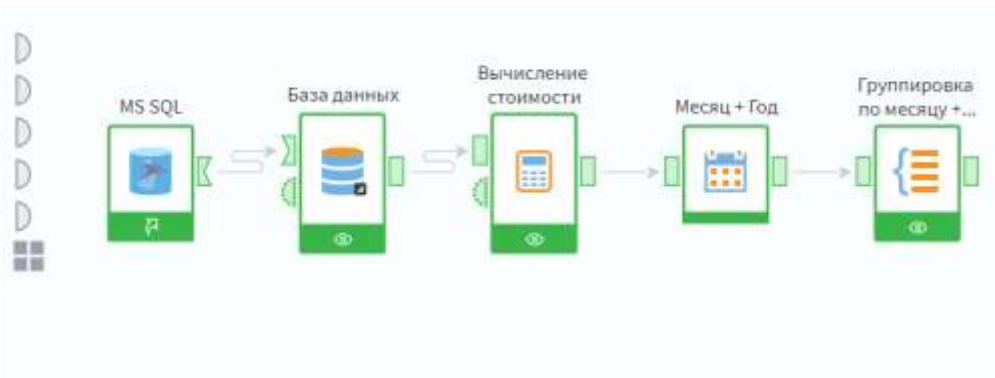 MS SQL
База данных
Вычисление
стоимости
Месяц + Год
Группировка
по месяцу +...